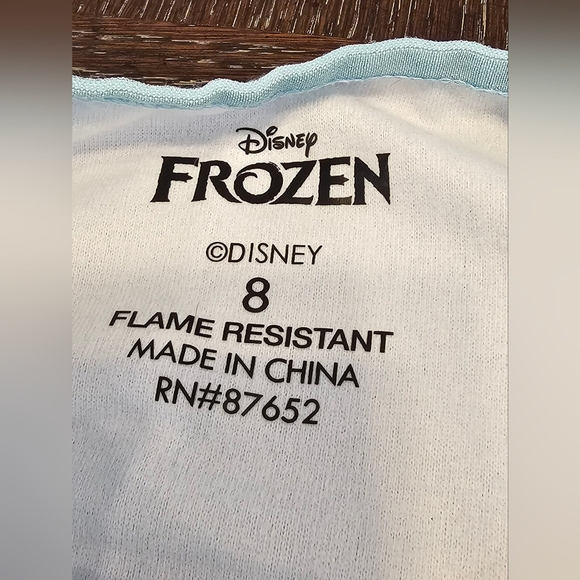 Disney
FROZEN
©DISNEY
8
FLAME RESISTANT
MADE IN CHINA
RN#87652